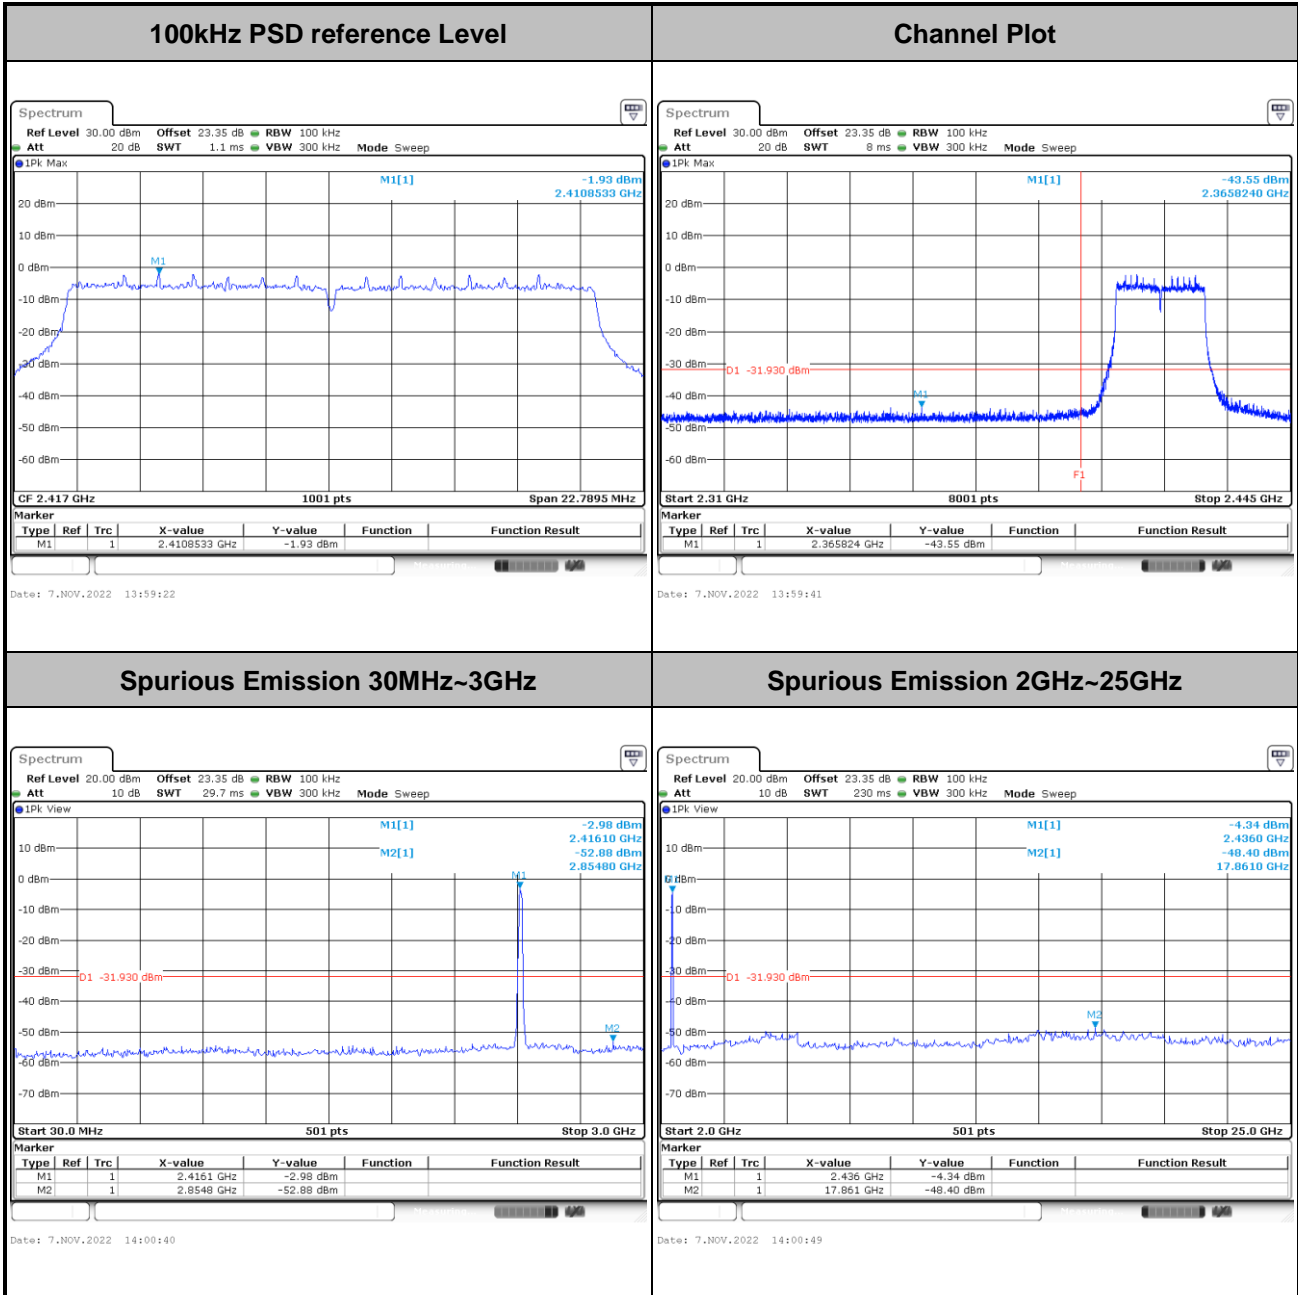 100kHz PSD reference Level
Spectrum
Ref Level 30.00 dBm Offset 23.35 dB RBW 100 kHz
Att 20 dB SWT 1.1 ms VBW 300 kHz Mode Sweep
1Pk Max
M1[1] -1.93 dBm
2.4108533 GHz
20 dBm
10 dBm
M1
0 dBm
-10 dBm
-20 dBm
-30 dBm
-40 dBm
-50 dBm
-60 dBm
CF 2.417 GHz 1001 pts Span 22.7895 MHz
Marker
Type Ref Trc X-value Y-value Function Function Result
M1 1 2.4108533 GHz -1.93 dBm
Measuring...
Date: 7.NOV.2022 13:59:22
Channel Plot
Spectrum
Ref Level 30.00 dBm Offset 23.35 dB RBW 100 kHz
Att 20 dB SWT 8 ms VBW 300 kHz Mode Sweep
1Pk Max
M1[1] -43.55 dBm
2.3658240 GHz
20 dBm
10 dBm
0 dBm
-10 dBm
-20 dBm
-30 dBm
D1 -31.930 dBm
-40 dBm
M1
-50 dBm
-60 dBm
F1
Start 2.31 GHz 8001 pts Stop 2.445 GHz
Marker
Type Ref Trc X-value Y-value Function Function Result
M1 1 2.365824 GHz -43.55 dBm
Measuring...
Date: 7.NOV.2022 13:59:41
Spurious Emission 30MHz~3GHz
Spectrum
Ref Level 20.00 dBm Offset 23.35 dB RBW 100 kHz
Att 10 dB SWT 29.7 ms VBW 300 kHz Mode Sweep
1Pk View
M1[1] -2.98 dBm
2.41610 GHz
10 dBm
M2[1] -52.88 dBm
2.85480 GHz
M1
0 dBm
-10 dBm
-20 dBm
-30 dBm
D1 -31.930 dBm
-40 dBm
-50 dBm
M2
-60 dBm
-70 dBm
Start 30.0 MHz 501 pts Stop 3.0 GHz
Marker
Type Ref Trc X-value Y-value Function Function Result
M1 1 2.4161 GHz -2.98 dBm
M2 1 2.8548 GHz -52.88 dBm
Measuring...
Date: 7.NOV.2022 14:00:40
Spurious Emission 2GHz~25GHz
Spectrum
Ref Level 20.00 dBm Offset 23.35 dB RBW 100 kHz
Att 10 dB SWT 230 ms VBW 300 kHz Mode Sweep
1Pk View
M1[1] -4.34 dBm
2.4360 GHz
10 dBm
M2[1] -48.40 dBm
17.8610 GHz
M1
0 dBm
-10 dBm
-20 dBm
-30 dBm
D1 -31.930 dBm
-40 dBm
M2
-50 dBm
-60 dBm
-70 dBm
Start 2.0 GHz 501 pts Stop 25.0 GHz
Marker
Type Ref Trc X-value Y-value Function Function Result
M1 1 2.436 GHz -4.34 dBm
M2 1 17.861 GHz -48.40 dBm
Measuring...
Date: 7.NOV.2022 14:00:49